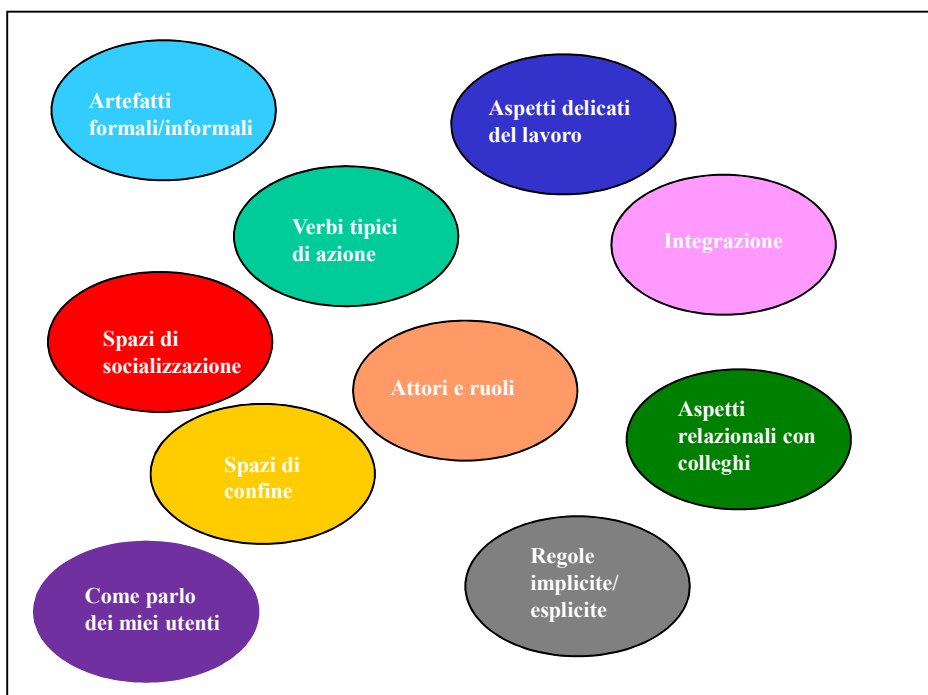 Artefatti
formali/informali
Aspetti delicati
del lavoro
Verbi tipici
di azione
Integrazione
Spazi di
socializzazione
Attori e ruoli
Aspetti
relazionali con
colleghi
Spazi di
confine
Regole
implicite/
esplicite
Come parlo
dei miei utenti